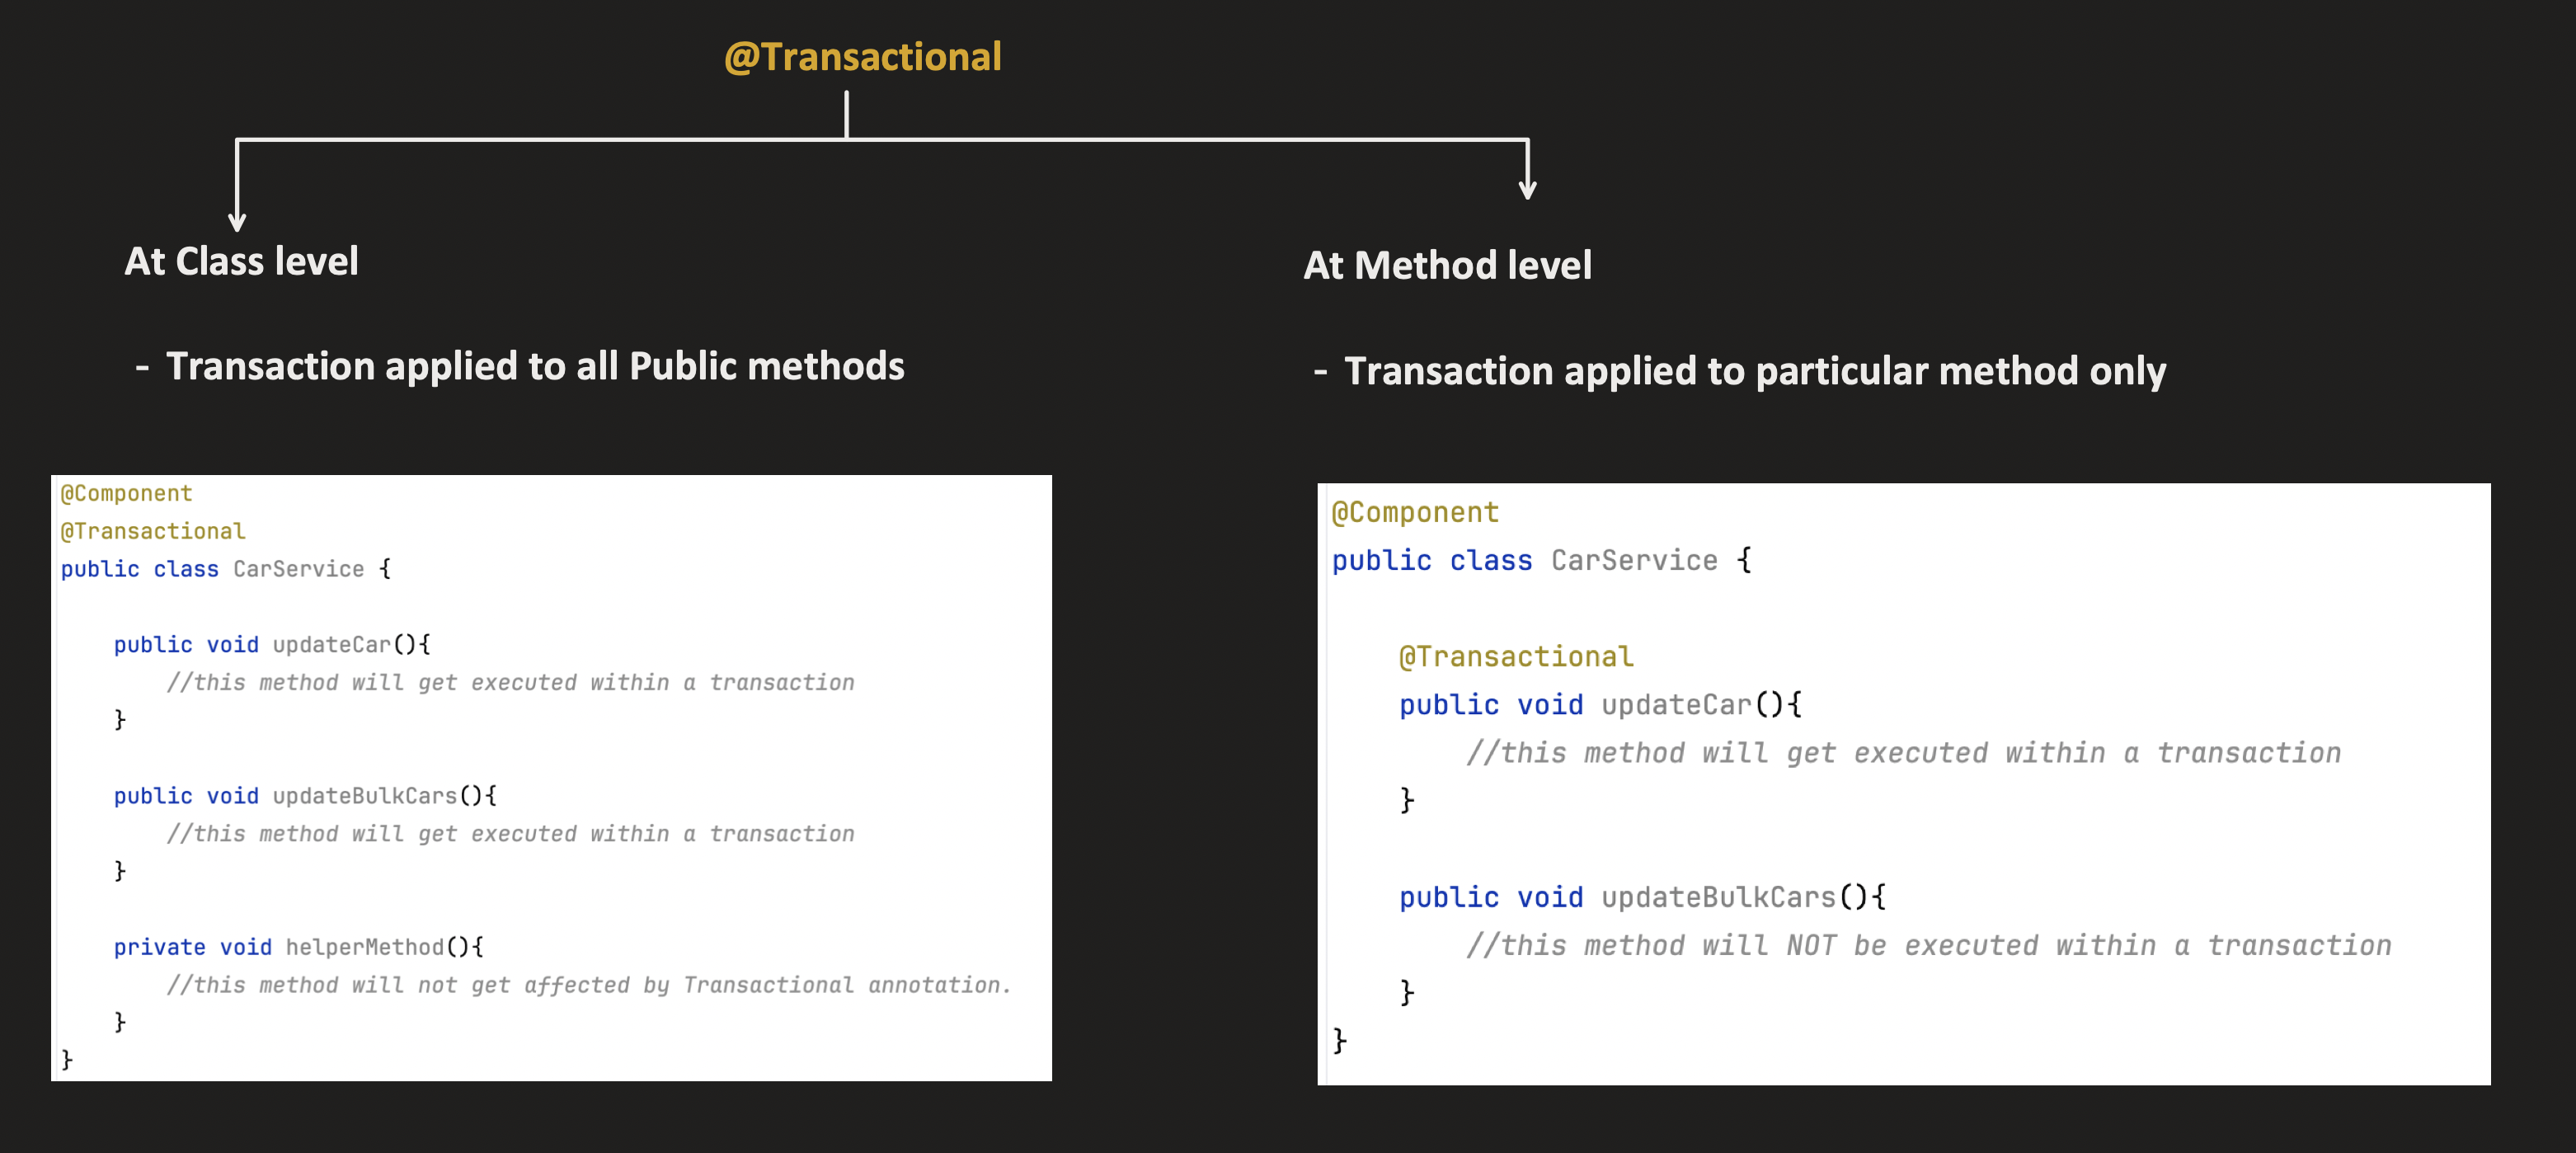 @Transactional
At Class level
- Transaction applied to all Public methods
@Component
@Transactional
public class CarService {
public void updateCar(){
//this method will get executed within a transaction
}
public void updateBulkCars(){
//this method will get executed within a transaction
}
private void helperMethod(){
//this method will not get affected by Transactional annotation.
}
}
At Method level
- Transaction applied to particular method only
@Component
public class CarService {
@Transactional
public void updateCar(){
//this method will get executed within a transaction
}
public void updateBulkCars(){
//this method will NOT be executed within a transaction
}
}